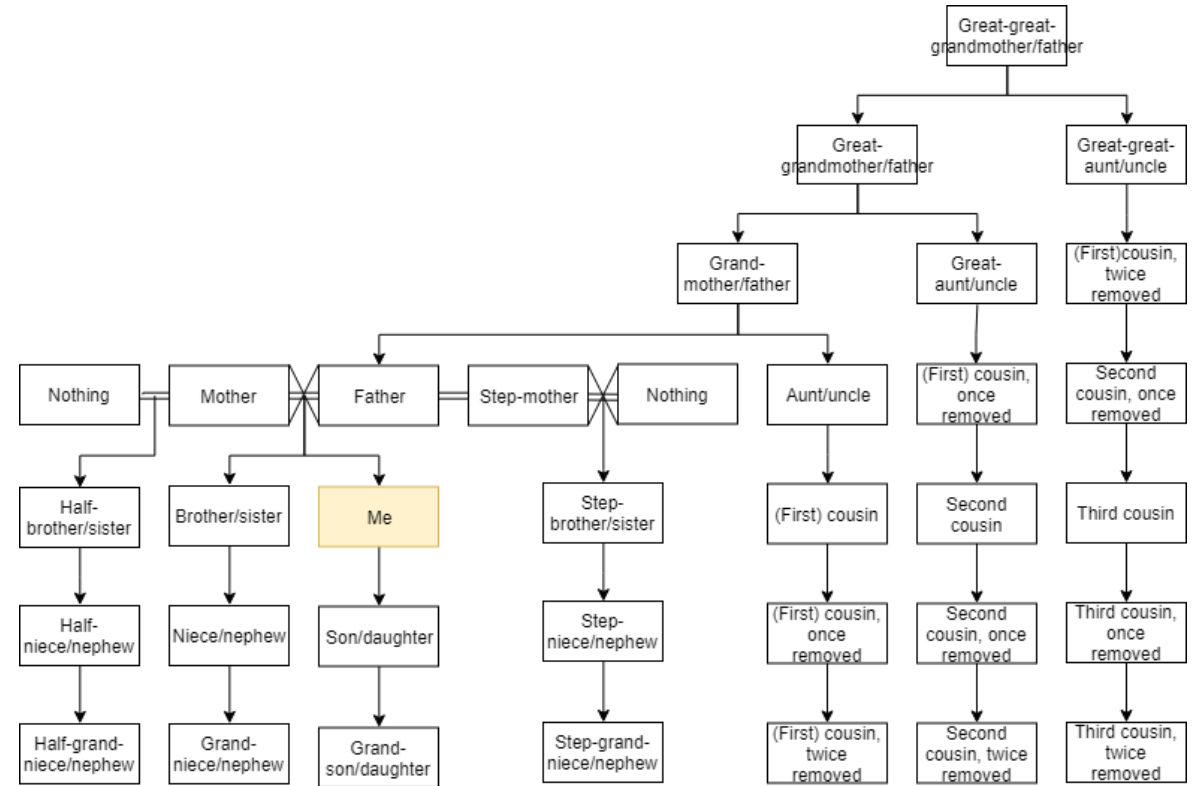 Great-great-
grandmother/father
Great-
grandmother/father
Great-great-
aunt/uncle
Grand-
mother/father
Great-
aunt/uncle
(First)cousin,
twice
removed
Nothing
Mother
Father
Step-mother
Nothing
Aunt/uncle
(First) cousin,
once
removed
Second
cousin, once
removed
Half-
brother/sister
Brother/sister
Me
Step-
brother/sister
(First) cousin
Second
cousin
Third cousin
Half-
niece/nephew
Niece/nephew
Son/daughter
Step-
niece/nephew
(First) cousin,
once
removed
Second
cousin, once
removed
Third cousin,
once
removed
Half-grand-
niece/nephew
Grand-
niece/nephew
Grand-
son/daughter
Step-grand-
niece/nephew
(First) cousin,
twice
removed
Second
cousin, twice
removed
Third cousin,
twice
removed